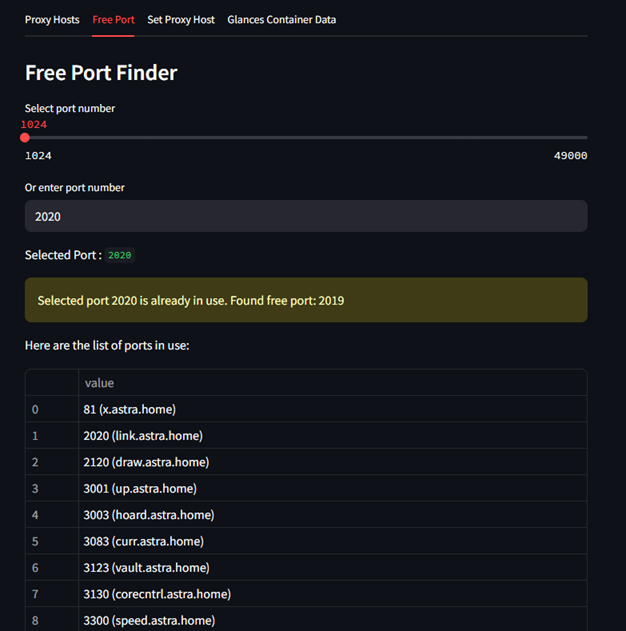 Proxy Hosts Free Port Set Proxy Host Glances Container Data
Free Port Finder
Select port number
1024
1024 49000
Or enter port number
2020
Selected Port : 2020
Selected port 2020 is already in use. Found free port: 2019
Here are the list of ports in use:
value
0 81 (x.astra.home)
1 2020 (link.astra.home)
2 2120 (draw.astra.home)
3 3001 (up.astra.home)
4 3003 (hoard.astra.home)
5 3083 (curr.astra.home)
6 3123 (vault.astra.home)
7 3130 (corecntrl.astra.home)
8 3300 (speed.astra.home)